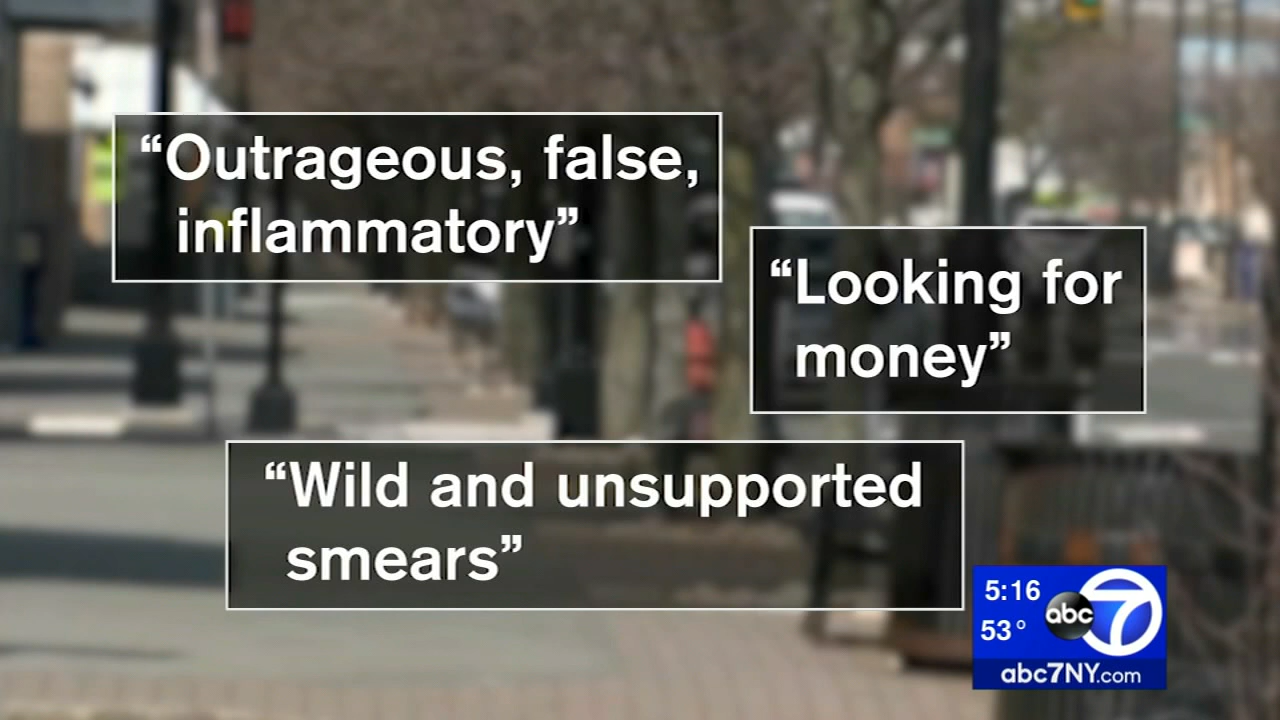 “Outrageous, false,
inflammatory”
“Looking for
money”
“Wild and unsupported
smears”
5:16
53°
abc 7
abc7NY.com